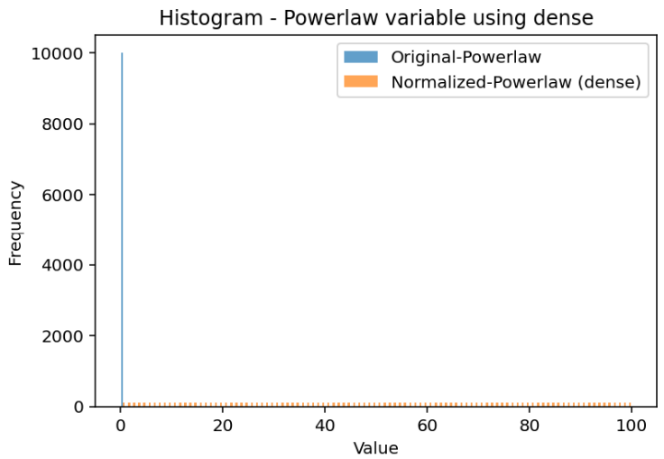 Histogram - Powerlaw variable using dense
Original-Powerlaw
Normalized-Powerlaw (dense)
Frequency
10000
8000
6000
4000
2000
0
0 20 40 60 80 100
Value